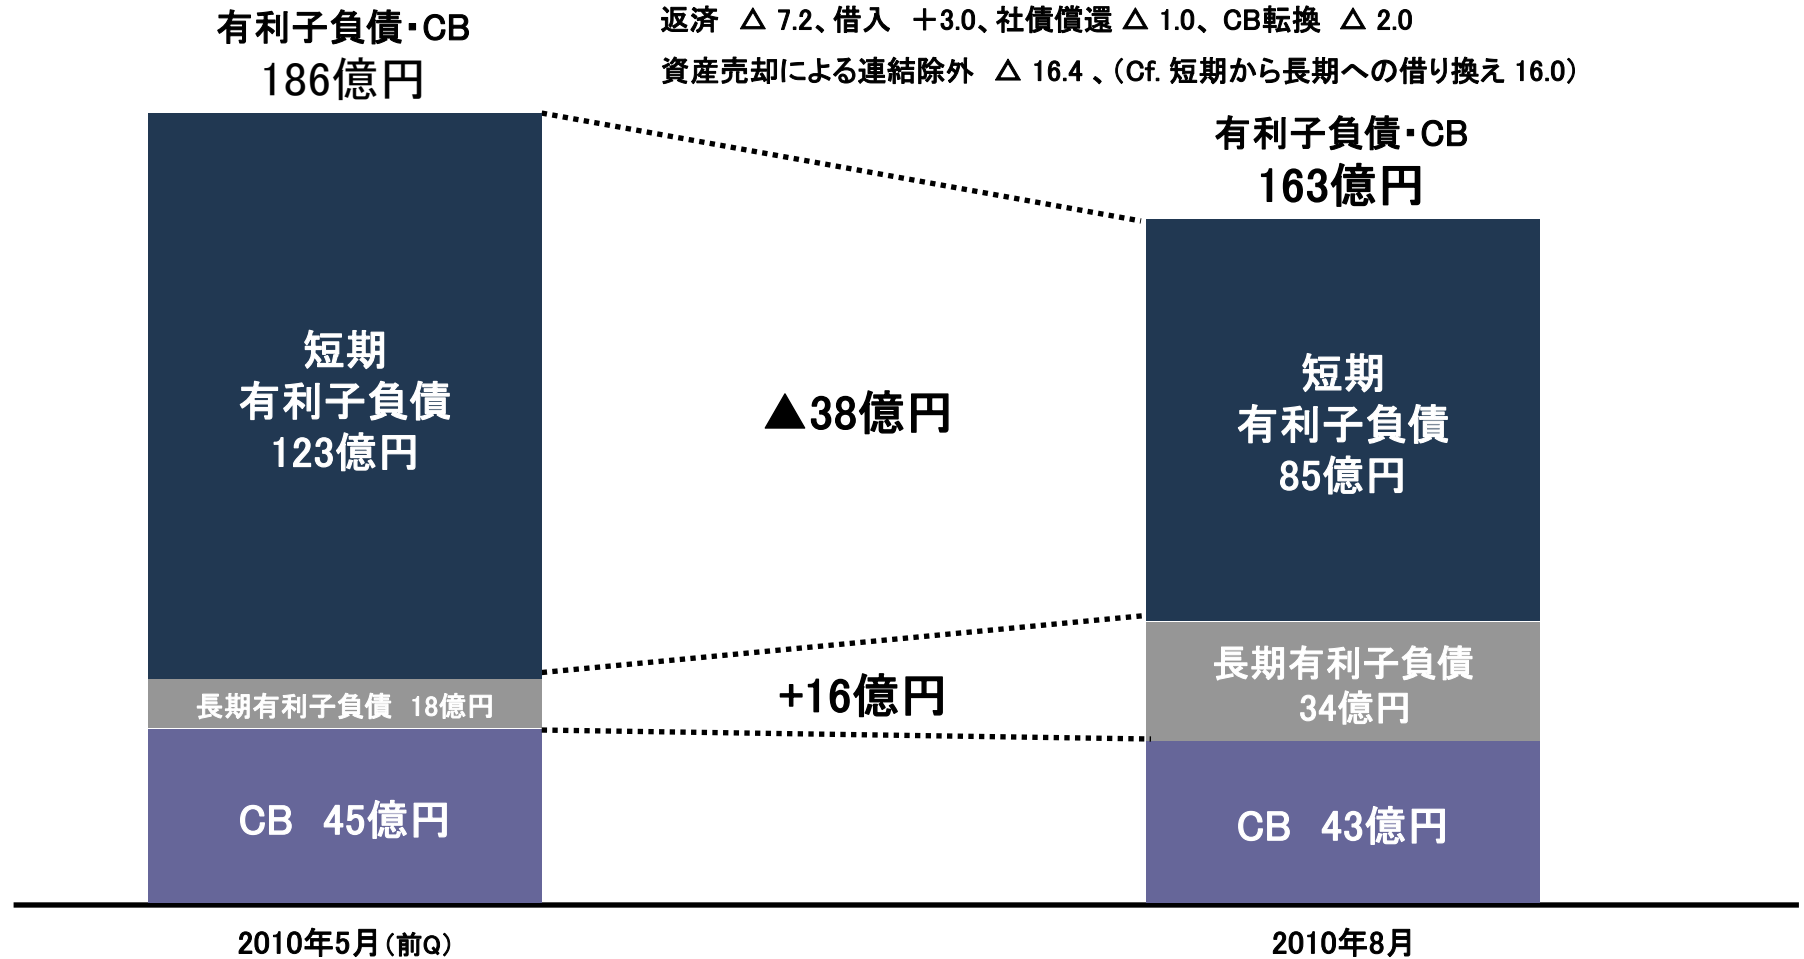 返済　△ 7.2、借入　＋3.0、社債償還 △ 1.0、 CB転換　△ 2.0
資産売却による連結除外　△ 16.4 、（Cf. 短期から長期への借り換え 16.0）
有利子負債・CB
186億円
短期
有利子負債
123億円
長期有利子負債　18億円
CB　45億円
▲38億円
+16億円
有利子負債・CB
163億円
短期
有利子負債
85億円
長期有利子負債
34億円
CB　43億円
2010年5月（前Q）
2010年8月